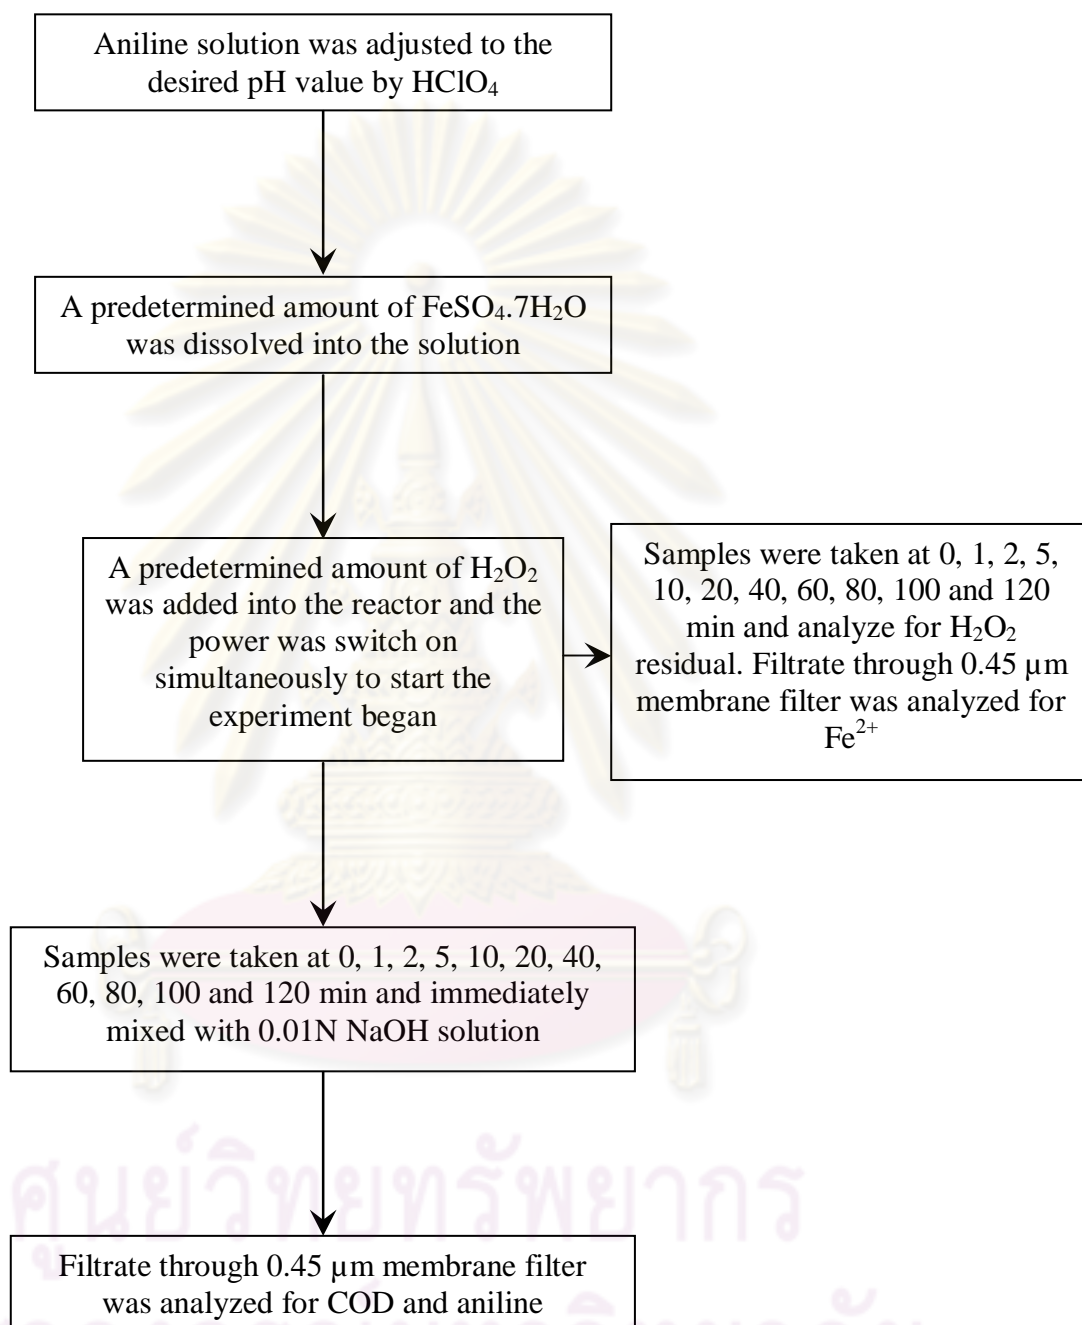 Aniline solution was adjusted to the
desired pH value by HClO₄
A predetermined amount of FeSO₄.7H₂O
was dissolved into the solution
A predetermined amount of H₂O₂
was added into the reactor and the
power was switch on
simultaneously to start the
experiment began
Samples were taken at 0, 1, 2, 5,
10, 20, 40, 60, 80, 100 and 120
min and analyze for H₂O₂
residual. Filtrate through 0.45 µm
membrane filter was analyzed for
Fe²⁺
Samples were taken at 0, 1, 2, 5, 10, 20, 40,
60, 80, 100 and 120 min and immediately
mixed with 0.01N NaOH solution
Filtrate through 0.45 µm membrane filter
was analyzed for COD and aniline
ศูนย์วิทยทรัพยากร